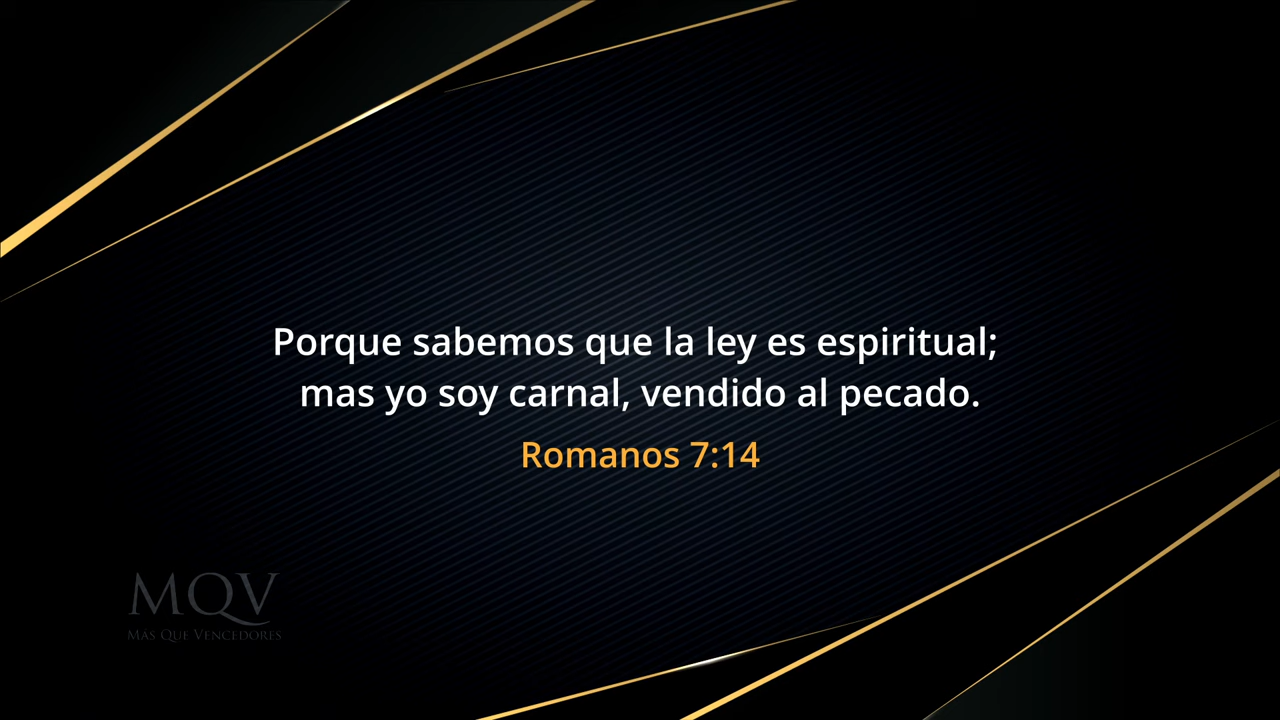 Porque sabemos que la ley es espiritual;
mas yo soy carnal, vendido al pecado.
Romanos 7:14
MQV
MÁS QUE VENCEDORES